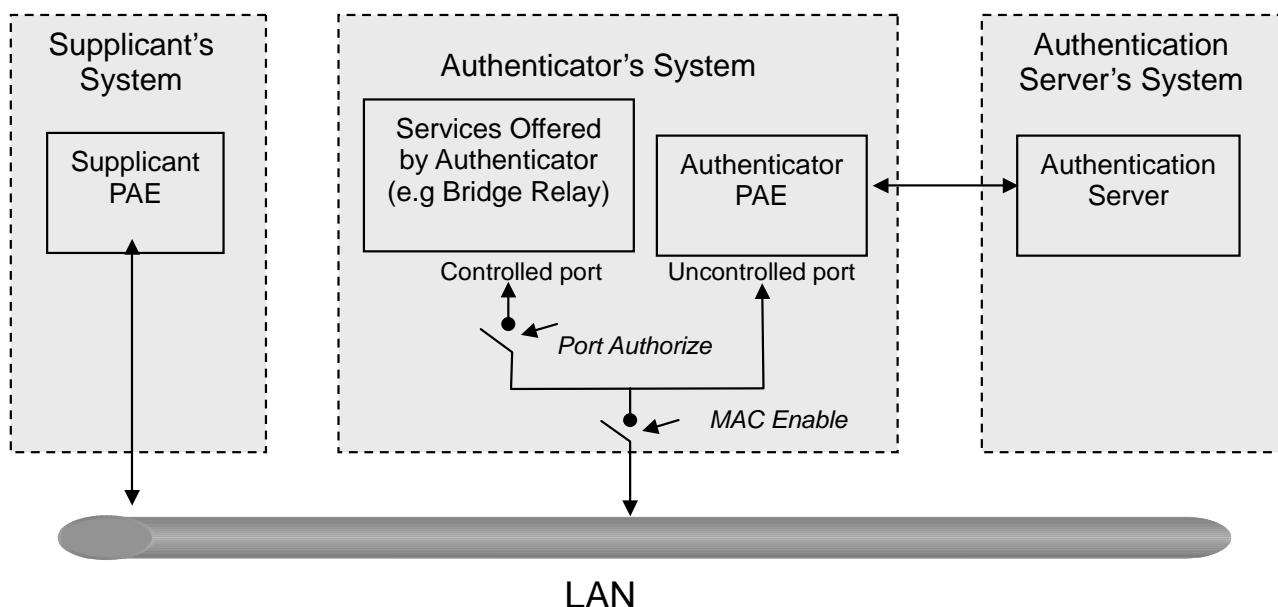 Supplicant's
System
Authenticator's System
Authentication
Server's System
Supplicant
PAE
Services Offered
by Authenticator
(e.g Bridge Relay)
Authenticator
PAE
Authentication
Server
Controlled port
Uncontrolled port
Port Authorize
MAC Enable
LAN